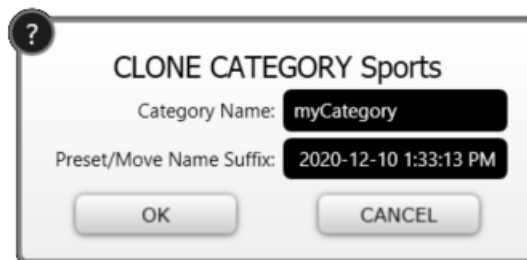 ?
CLONE CATEGORY Sports
Category Name: myCategory
Preset/Move Name Suffix: 2020-12-10 1:33:13 PM
OK CANCEL